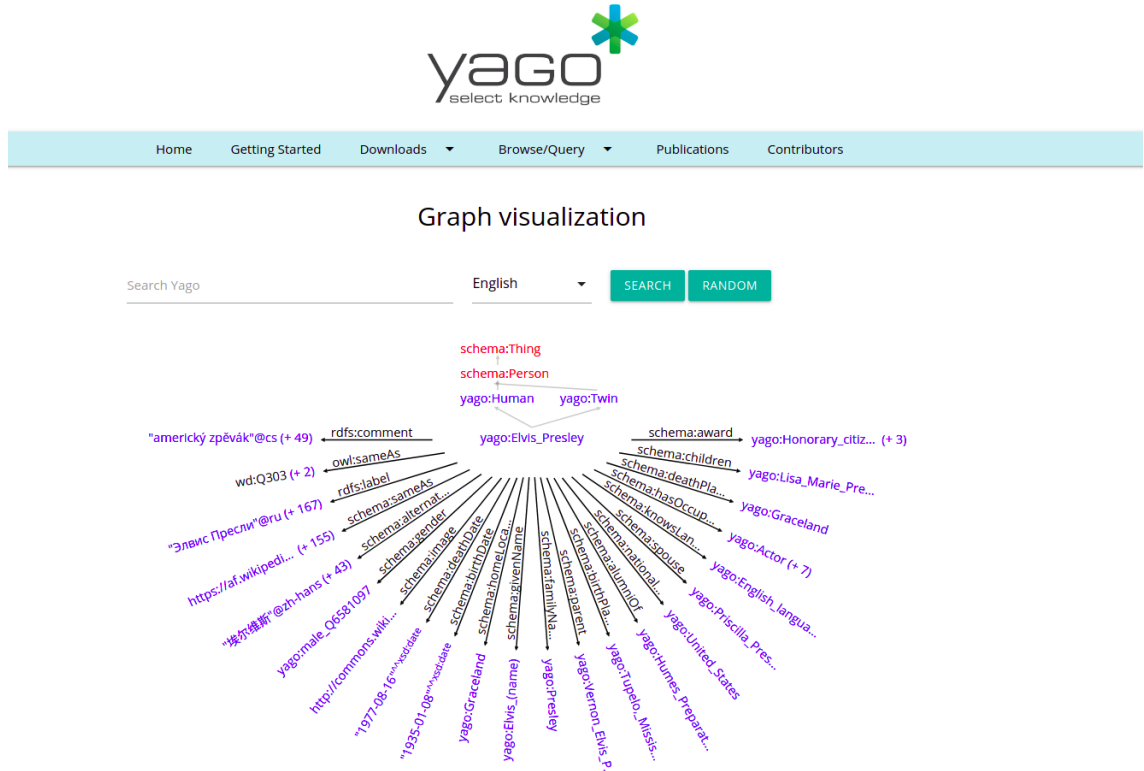 yago
select knowledge
Home Getting Started Downloads Browse/Query Publications Contributors
Graph visualization
Search Yago English SEARCH RANDOM
schema:Thing
schema:Person
yago:Human yago:Twin
yago:Elvis_Presley
rdfs:comment
"americký zpěvák"@cs (+ 49)
owl:sameAs
wd:Q303 (+ 2)
rdfs:label
"Элвис Пресли"@ru (+ 167)
schema:sameAs
https://af.wikipedi... (+ 155)
schema:alternat...
"埃尔维斯"@zh-hans (+ 43)
schema:gender
yago:male_Q6581097
schema:image
http://commons.wiki...
schema:deathDate
"1977-08-16"^^xsd:date
schema:birthDate
"1935-01-08"^^xsd:date
schema:homeLoca...
yago:Graceland
schema:givenName
yago:Elvis_(name)
schema:familyNa...
yago:Presley
schema:parent
yago:Vernon_Elvis_P...
schema:birthPla...
yago:Tupelo,_Missis...
schema:alumniOf
yago:Humes_Preparat...
schema:national...
yago:United_States
schema:spouse
yago:Priscilla_Pres...
schema:knowsLan...
yago:English_langua...
schema:hasOccup...
yago:Actor (+ 7)
schema:deathPla...
yago:Graceland
schema:children
yago:Lisa_Marie_Pre...
schema:award
yago:Honorary_citiz... (+ 3)